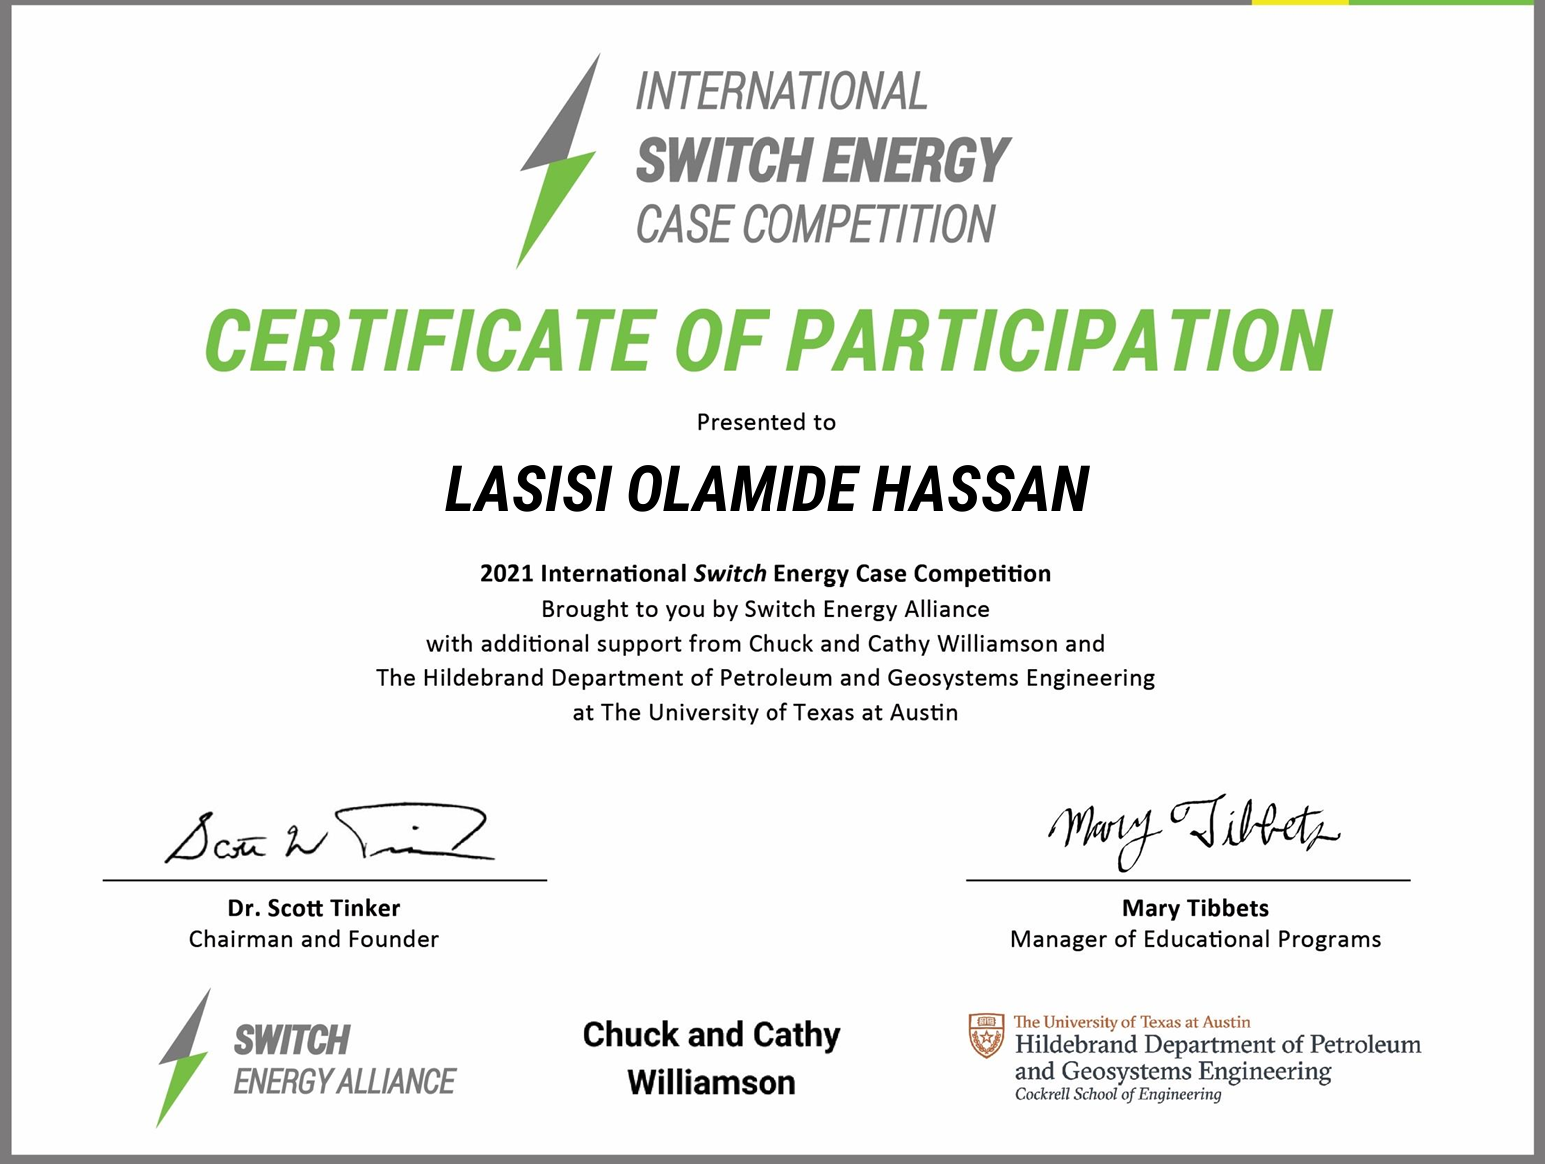 INTERNATIONAL
SWITCH ENERGY
CASE COMPETITION
CERTIFICATE OF PARTICIPATION
Presented to
LASISI OLAMIDE HASSAN
2021 International Switch Energy Case Competition
Brought to you by Switch Energy Alliance
with additional support from Chuck and Cathy Williamson and
The Hildebrand Department of Petroleum and Geosystems Engineering
at The University of Texas at Austin
Scott W Tinker
Mary Tibbets
Dr. Scott Tinker
Chairman and Founder
Mary Tibbets
Manager of Educational Programs
SWITCH
ENERGY ALLIANCE
Chuck and Cathy
Williamson
The University of Texas at Austin
Hildebrand Department of Petroleum
and Geosystems Engineering
Cockrell School of Engineering